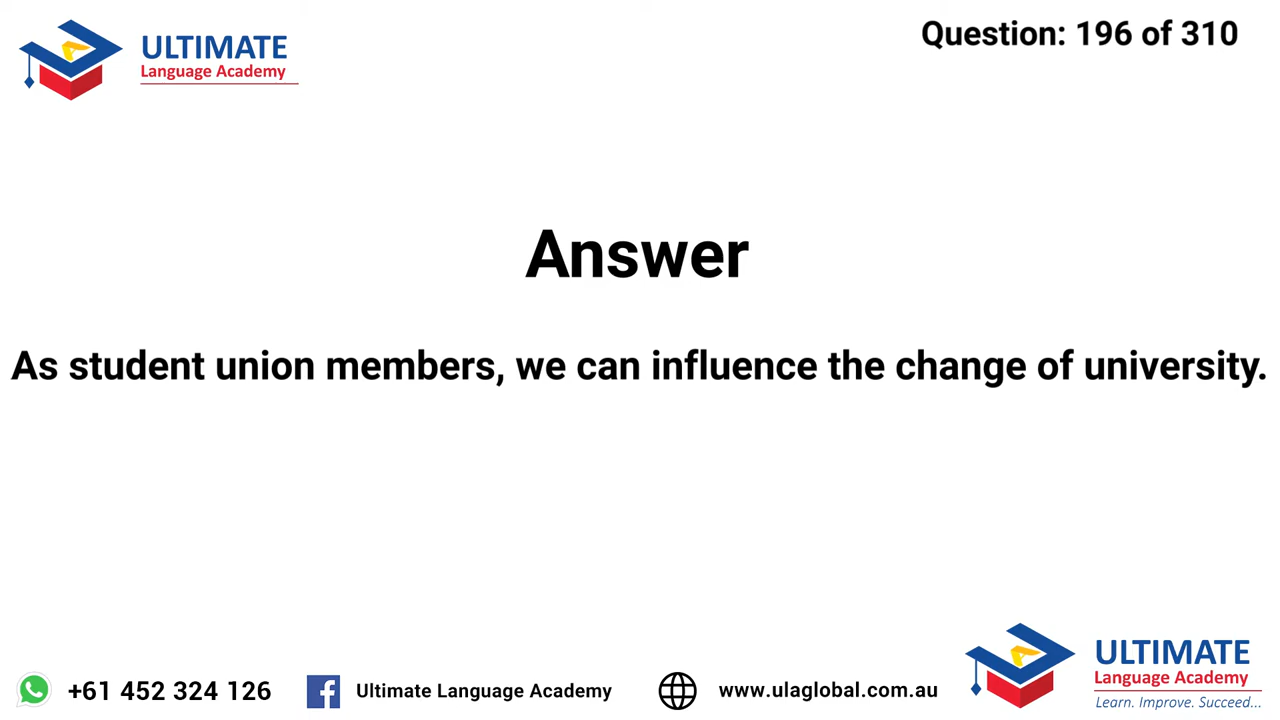 ULTIMATE
Language Academy
Question: 196 of 310
Answer
As student union members, we can influence the change of university.
+61 452 324 126
Ultimate Language Academy
www.ulaglobal.com.au
ULTIMATE
Language Academy
Learn. Improve. Succeed...